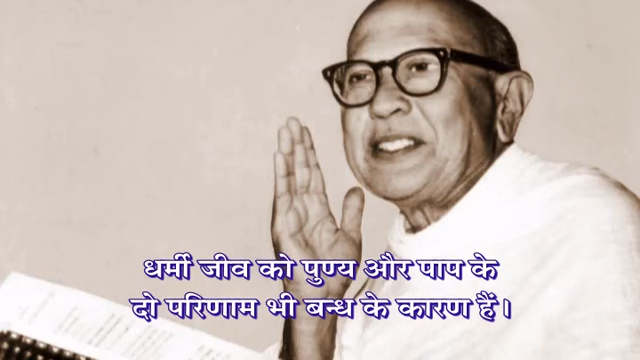 धर्मी जीव को पुण्य और पाप के
दो परिणाम भी बन्ध के कारण हैं।